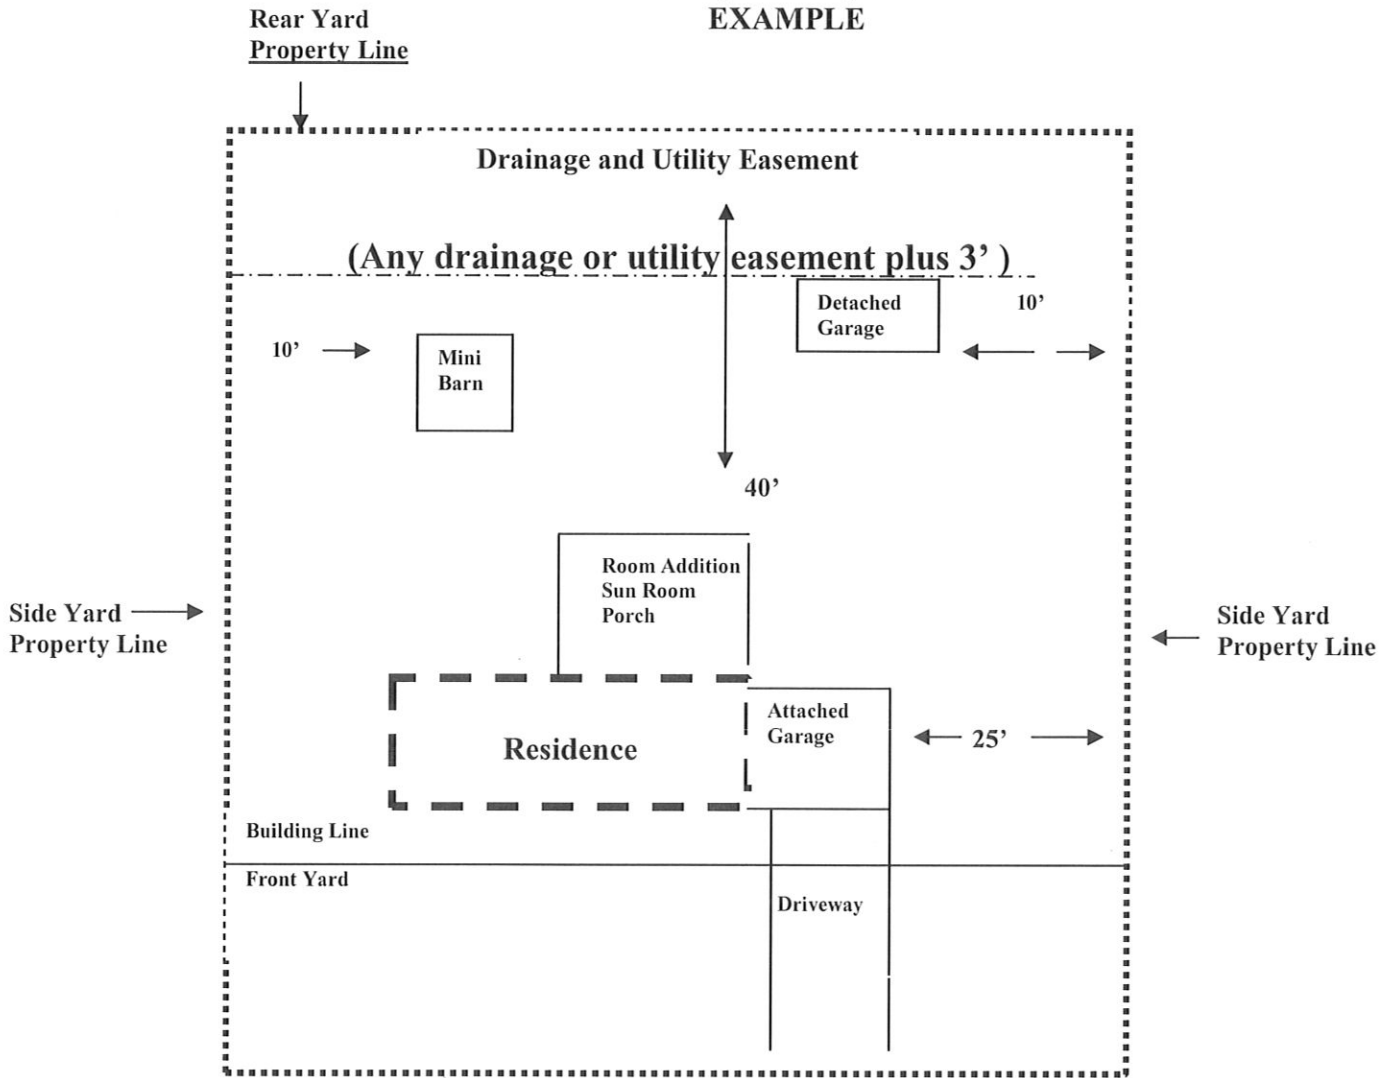 Rear Yard
Property Line
EXAMPLE
Drainage and Utility Easement
(Any drainage or utility easement plus 3’ )
Detached
Garage
10’
10’
Mini
Barn
40’
Room Addition
Sun Room
Porch
Side Yard
Property Line
Side Yard
Property Line
Attached
Garage
Residence
25’
Building Line
Front Yard
Driveway